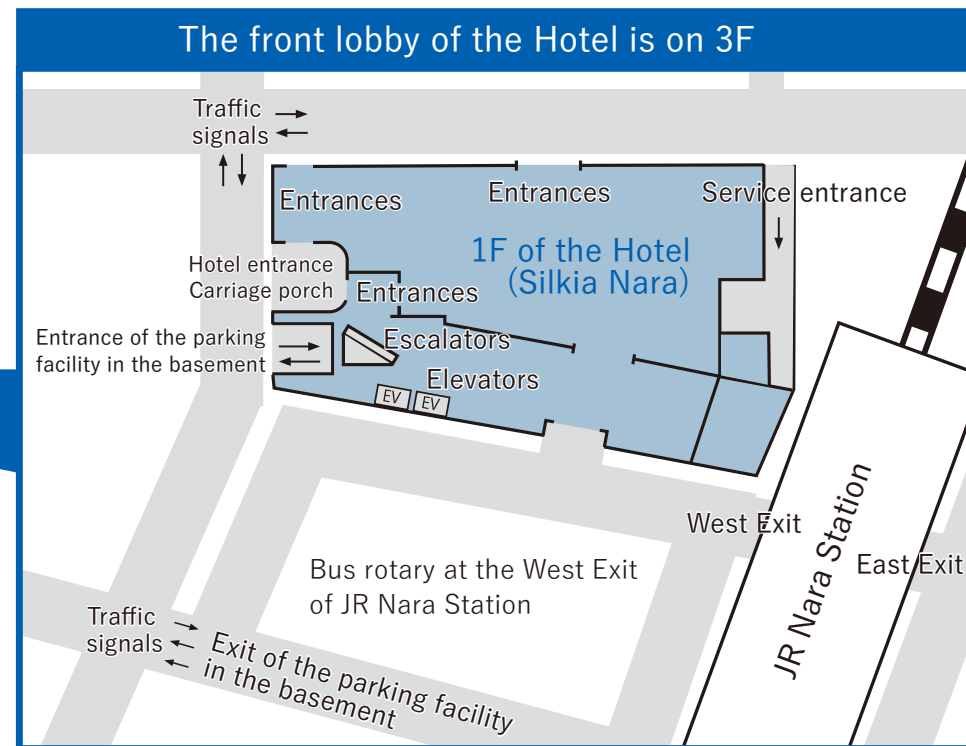 The front lobby of the Hotel is on 3F
Traffic
signals
Entrances
Entrances
Service entrance
1F of the Hotel
(Silkia Nara)
Hotel entrance
Carriage porch
Entrances
Entrance of the parking
facility in the basement
Escalators
Elevators
EV
EV
West Exit
JR Nara Station
East Exit
Bus rotary at the West Exit
of JR Nara Station
Traffic
signals
Exit of the parking facility
in the basement